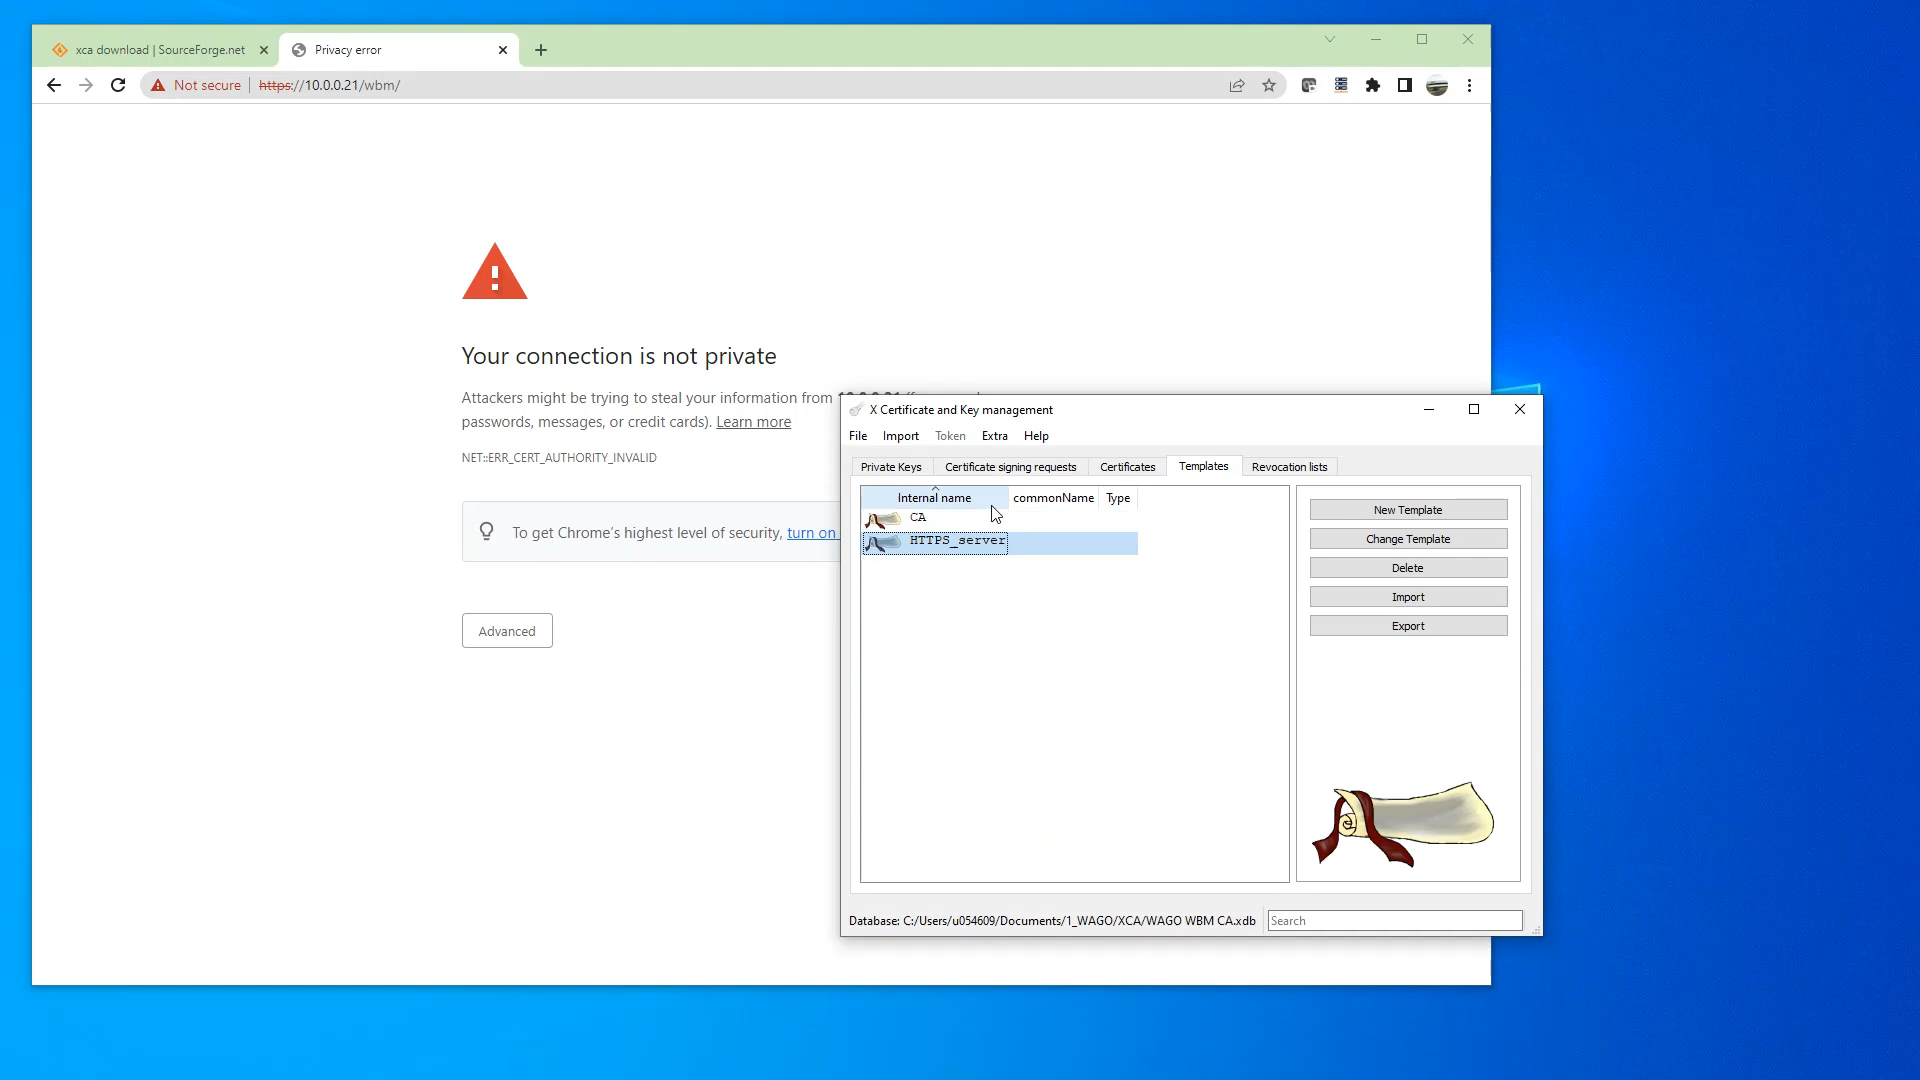 xca download | SourceForge.net
Privacy error
Not secure
https://10.0.0.21/wbm/
Your connection is not private
Attackers might be trying to steal your information from
passwords, messages, or credit cards). Learn more
NET::ERR_CERT_AUTHORITY_INVALID
To get Chrome's highest level of security, turn on
Advanced
X Certificate and Key management
File Import Token Extra Help
Private Keys Certificate signing requests Certificates Templates Revocation lists
Internal name commonName Type
CA
HTTPS_server
New Template
Change Template
Delete
Import
Export
Database: C:/Users/u054609/Documents/1_WAGO/XCA/WAGO WBM CA.xdb
Search